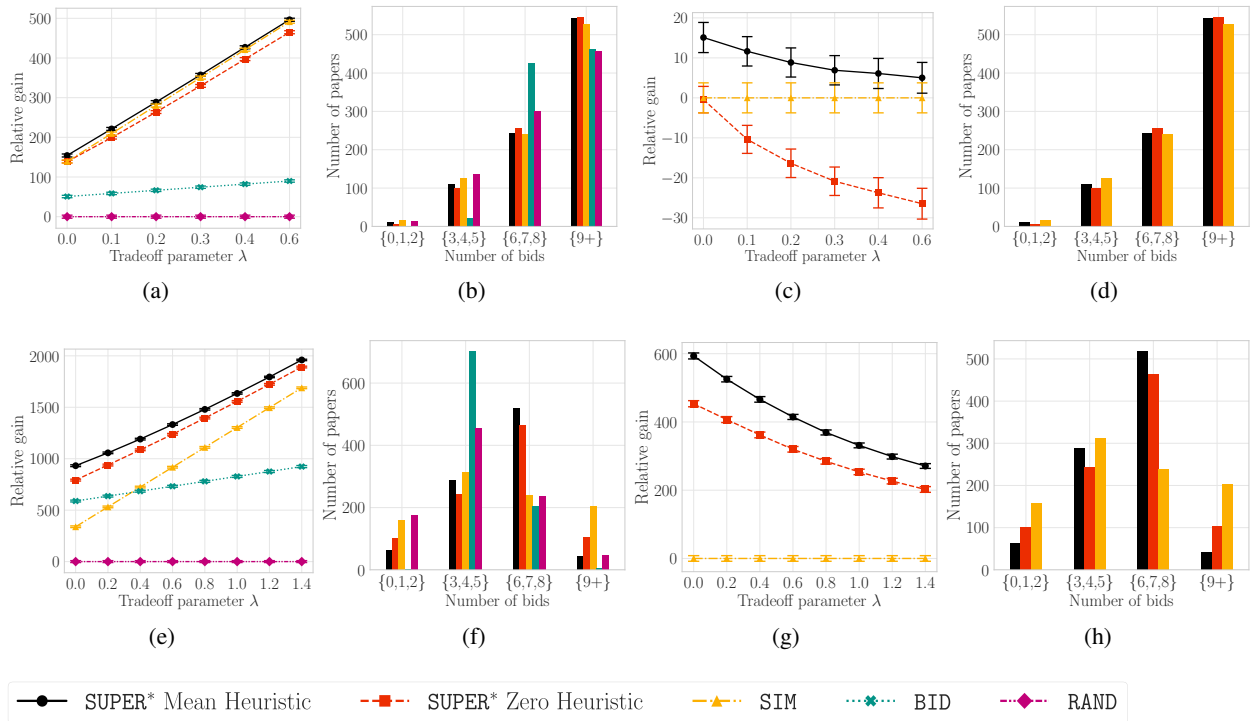 500
400
300
200
100
0
Relative gain
0.0 0.1 0.2 0.3 0.4 0.6
Tradeoff parameter λ
(a)
500
400
300
200
100
0
Number of papers
{0,1,2} {3,4,5} {6,7,8} {9+}
Number of bids
(b)
20
10
0
−10
−20
−30
Relative gain
0.0 0.1 0.2 0.3 0.4 0.6
Tradeoff parameter λ
(c)
500
400
300
200
100
0
Number of papers
{0,1,2} {3,4,5} {6,7,8} {9+}
Number of bids
(d)
2000
1500
1000
500
0
Relative gain
0.0 0.2 0.4 0.6 0.8 1.0 1.2 1.4
Tradeoff parameter λ
(e)
600
400
200
0
Number of papers
{0,1,2} {3,4,5} {6,7,8} {9+}
Number of bids
(f)
600
400
200
0
Relative gain
0.0 0.2 0.4 0.6 0.8 1.0 1.2 1.4
Tradeoff parameter λ
(g)
500
400
300
200
100
0
Number of papers
{0,1,2} {3,4,5} {6,7,8} {9+}
Number of bids
(h)
SUPER* Mean Heuristic SUPER* Zero Heuristic SIM BID RAND